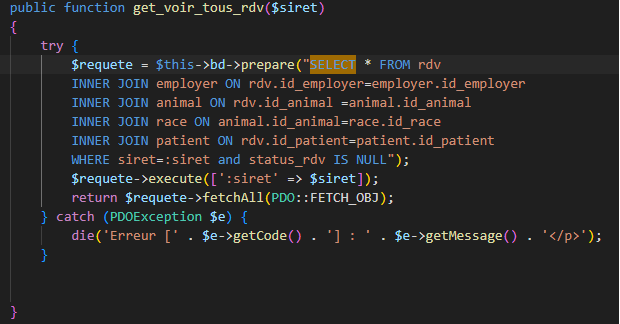 public function get_voir_tous_rdv($siret)
{
try {
$requete = $this->bd->prepare("SELECT * FROM rdv
INNER JOIN employer ON rdv.id_employer=employer.id_employer
INNER JOIN animal ON rdv.id_animal =animal.id_animal
INNER JOIN race ON animal.id_animal=race.id_race
INNER JOIN patient ON rdv.id_patient=patient.id_patient
WHERE siret=:siret and status_rdv IS NULL");
$requete->execute([':siret' => $siret]);
return $requete->fetchAll(PDO::FETCH_OBJ);
} catch (PDOException $e) {
die('Erreur [' . $e->getCode() . '] : ' . $e->getMessage() . '</p>');
}
}